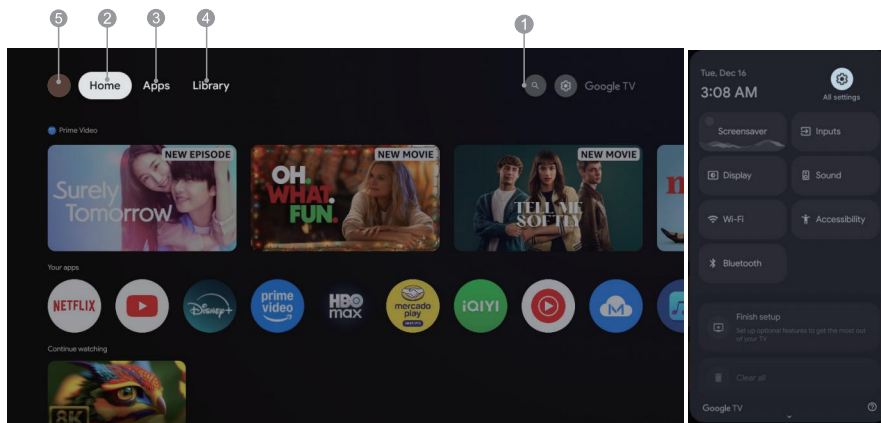 5
2
3
4
1
Home
Apps
Library
Google TV
Prime Video
NEW EPISODE
Surely
Tomorrow
NEW MOVIE
OH.
WHAT.
FUN.
NEW MOVIE
TELL ME
SOFTLY
Your apps
NETFLIX
Disney+
prime
video
HBO
max
mercado
play
iQIYI
Continue watching
8K
Tue, Dec 16
3:08 AM
All settings
Screensaver
Inputs
Display
Sound
Wi-Fi
Accessibility
Bluetooth
Finish setup
Set up optional features to get the most out
of your TV
Clear all
Google TV